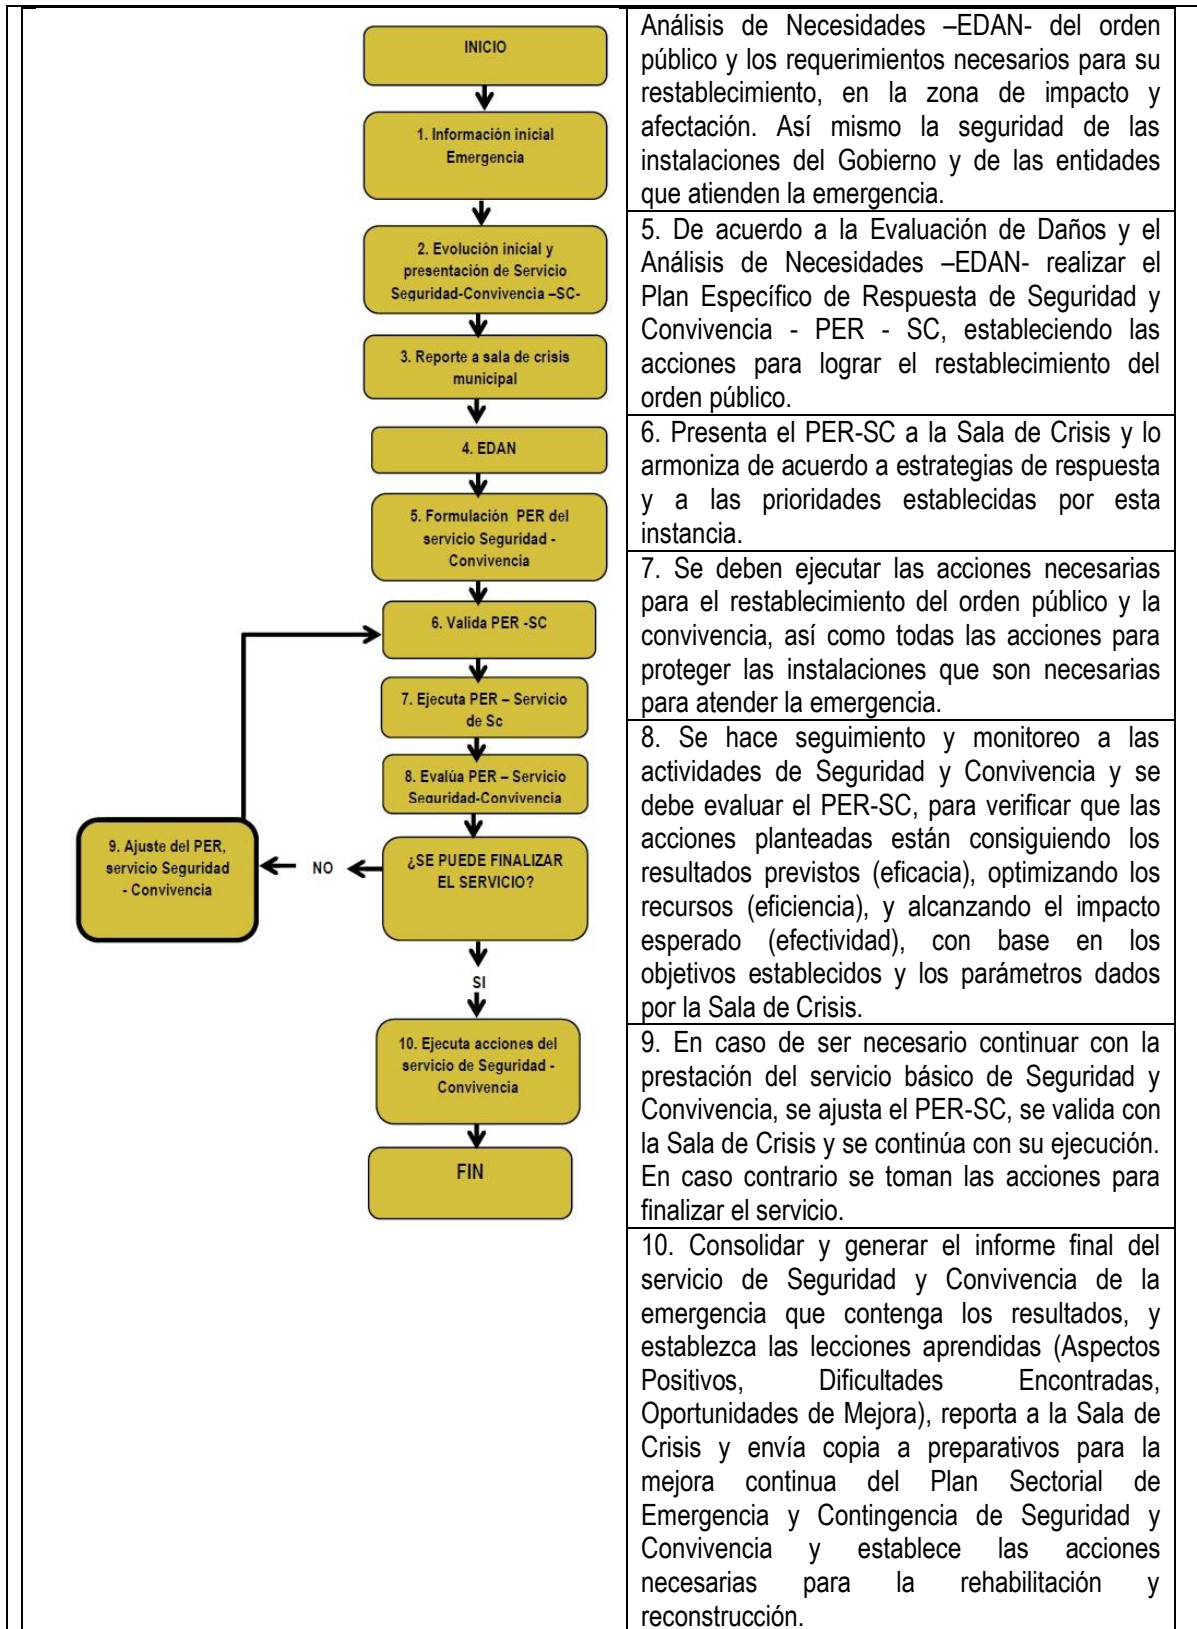 INICIO
1. Información inicial
Emergencia
2. Evolución inicial y
presentación de Servicio
Seguridad-Convivencia –SC-
3. Reporte a sala de crisis
municipal
4. EDAN
5. Formulación PER del
servicio Seguridad -
Convivencia
6. Valida PER -SC
7. Ejecuta PER – Servicio
de Sc
8. Evalúa PER – Servicio
Seguridad-Convivencia
¿SE PUEDE FINALIZAR
EL SERVICIO?
NO
9. Ajuste del PER,
servicio Seguridad
- Convivencia
SI
10. Ejecuta acciones del
servicio de Seguridad -
Convivencia
FIN
Análisis de Necesidades –EDAN- del orden
público y los requerimientos necesarios para su
restablecimiento, en la zona de impacto y
afectación. Así mismo la seguridad de las
instalaciones del Gobierno y de las entidades
que atienden la emergencia.
5. De acuerdo a la Evaluación de Daños y el
Análisis de Necesidades –EDAN- realizar el
Plan Específico de Respuesta de Seguridad y
Convivencia - PER - SC, estableciendo las
acciones para lograr el restablecimiento del
orden público.
6. Presenta el PER-SC a la Sala de Crisis y lo
armoniza de acuerdo a estrategias de respuesta
y a las prioridades establecidas por esta
instancia.
7. Se deben ejecutar las acciones necesarias
para el restablecimiento del orden público y la
convivencia, así como todas las acciones para
proteger las instalaciones que son necesarias
para atender la emergencia.
8. Se hace seguimiento y monitoreo a las
actividades de Seguridad y Convivencia y se
debe evaluar el PER-SC, para verificar que las
acciones planteadas están consiguiendo los
resultados previstos (eficacia), optimizando los
recursos (eficiencia), y alcanzando el impacto
esperado (efectividad), con base en los
objetivos establecidos y los parámetros dados
por la Sala de Crisis.
9. En caso de ser necesario continuar con la
prestación del servicio básico de Seguridad y
Convivencia, se ajusta el PER-SC, se valida con
la Sala de Crisis y se continúa con su ejecución.
En caso contrario se toman las acciones para
finalizar el servicio.
10. Consolidar y generar el informe final del
servicio de Seguridad y Convivencia de la
emergencia que contenga los resultados, y
establezca las lecciones aprendidas (Aspectos
Positivos, Dificultades Encontradas,
Oportunidades de Mejora), reporta a la Sala de
Crisis y envía copia a preparativos para la
mejora continua del Plan Sectorial de
Emergencia y Contingencia de Seguridad y
Convivencia y establece las acciones
necesarias para la rehabilitación y
reconstrucción.